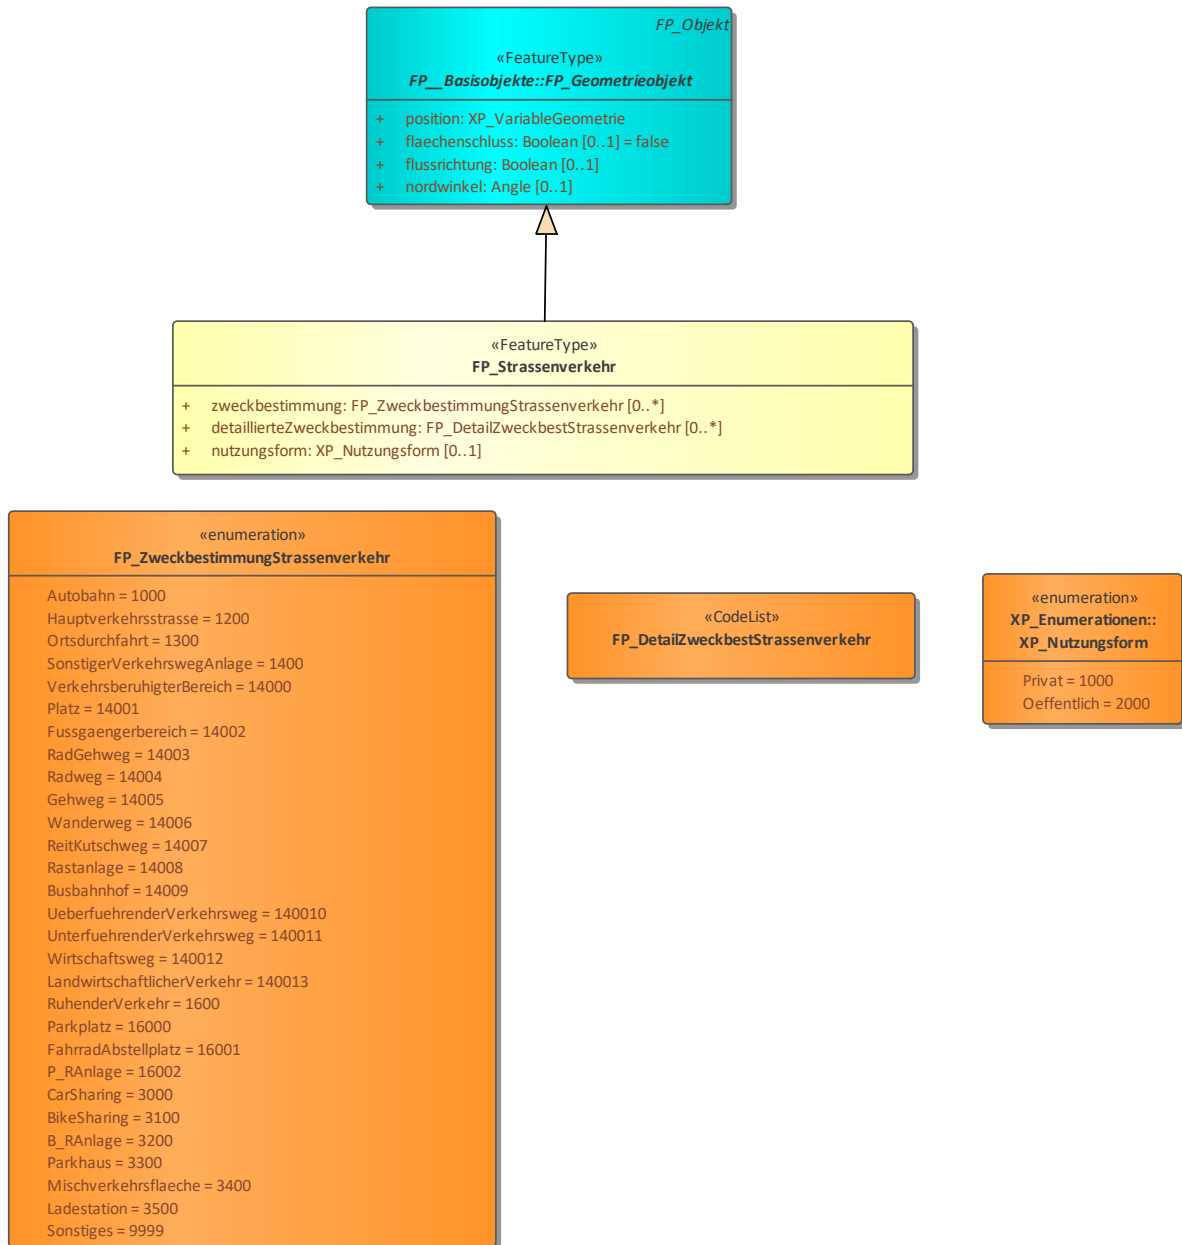 FP_Objekt
«FeatureType»
FP__Basisobjekte::FP_Geometrieobjekt
+ position: XP_VariableGeometrie
+ flaechenschluss: Boolean [0..1] = false
+ flussrichtung: Boolean [0..1]
+ nordwinkel: Angle [0..1]
«FeatureType»
FP_Strassenverkehr
+ zweckbestimmung: FP_ZweckbestimmungStrassenverkehr [0..*]
+ detaillierteZweckbestimmung: FP_DetailZweckbestStrassenverkehr [0..*]
+ nutzungsform: XP_Nutzungsform [0..1]
«enumeration»
FP_ZweckbestimmungStrassenverkehr
Autobahn = 1000
Hauptverkehrsstrasse = 1200
Ortsdurchfahrt = 1300
SonstigerVerkehrswegAnlage = 1400
VerkehrsberuhigterBereich = 14000
Platz = 14001
Fussgaengerbereich = 14002
RadGehweg = 14003
Radweg = 14004
Gehweg = 14005
Wanderweg = 14006
ReitKutschweg = 14007
Rastanlage = 14008
Busbahnhof = 14009
UeberfuehrenderVerkehrsweg = 140010
UnterfuehrenderVerkehrsweg = 140011
Wirtschaftsweg = 140012
LandwirtschaftlicherVerkehr = 140013
RuhenderVerkehr = 1600
Parkplatz = 16000
FahrradAbstellplatz = 16001
P_RAnlage = 16002
CarSharing = 3000
BikeSharing = 3100
B_RAnlage = 3200
Parkhaus = 3300
Mischverkehrsflaeche = 3400
Ladestation = 3500
Sonstiges = 9999
«CodeList»
FP_DetailZweckbestStrassenverkehr
«enumeration»
XP_Enumerationen::
XP_Nutzungsform
Privat = 1000
Oeffentlich = 2000